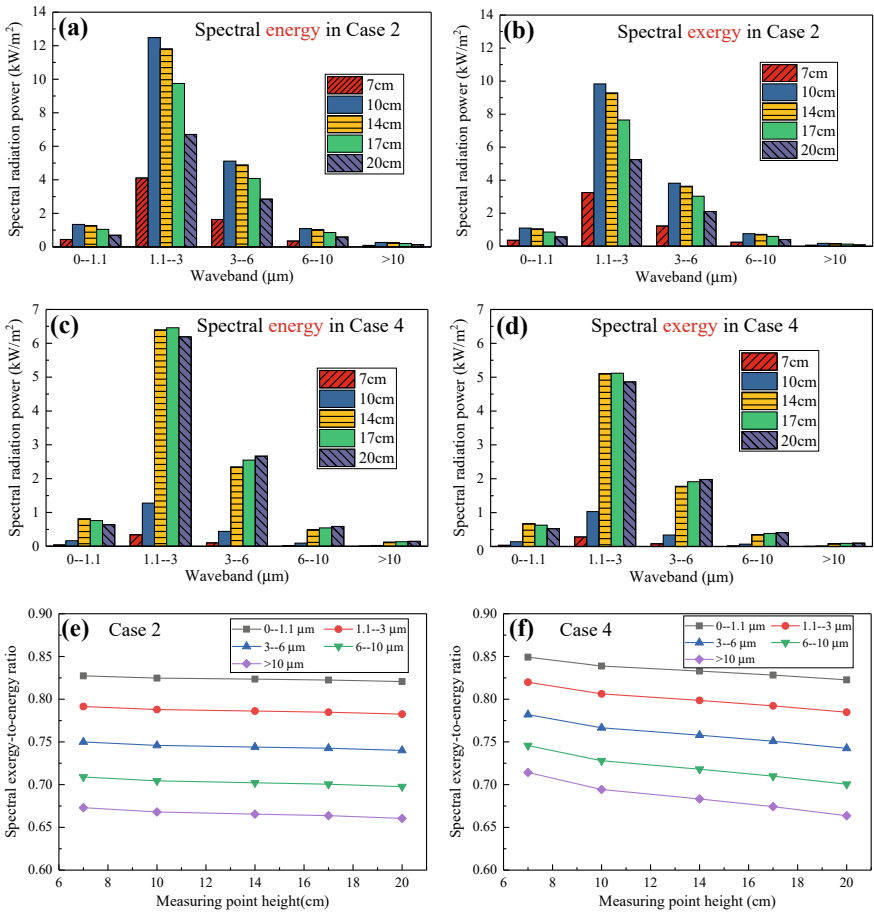 (a) Spectral energy in Case 2
Spectral radiation power (kW/m²)
14
12
10
8
6
4
2
0
7cm
10cm
14cm
17cm
20cm
0--1.1 1.1--3 3--6 6--10 >10
Waveband (μm)
(b) Spectral exergy in Case 2
Spectral radiation power (kW/m²)
14
12
10
8
6
4
2
0
7cm
10cm
14cm
17cm
20cm
0--1.1 1.1--3 3--6 6--10 >10
Waveband (μm)
(c) Spectral energy in Case 4
Spectral radiation power (kW/m²)
7
6
5
4
3
2
1
0
7cm
10cm
14cm
17cm
20cm
0--1.1 1.1--3 3--6 6--10 >10
Waveband (μm)
(d) Spectral exergy in Case 4
Spectral radiation power (kW/m²)
7
6
5
4
3
2
1
0
7cm
10cm
14cm
17cm
20cm
0--1.1 1.1--3 3--6 6--10 >10
Waveband (μm)
(e) Case 2
Spectral exergy-to-energy ratio
0.90
0.85
0.80
0.75
0.70
0.65
0.60
0--1.1 μm 1.1--3 μm
3--6 μm 6--10 μm
>10 μm
6 8 10 12 14 16 18 20
Measuring point height(cm)
(f) Case 4
Spectral exergy-to-energy ratio
0.90
0.85
0.80
0.75
0.70
0.65
0.60
0--1.1 μm 1.1--3 μm
3--6 μm 6--10 μm
>10 μm
6 8 10 12 14 16 18 20
Measuring point height(cm)